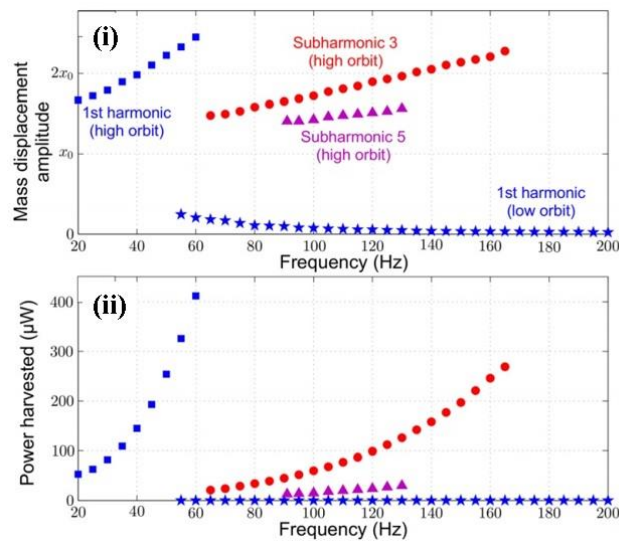 (i)
Mass displacement
amplitude
2x₀
x₀
0
1st harmonic
(high orbit)
Subharmonic 3
(high orbit)
Subharmonic 5
(high orbit)
1st harmonic
(low orbit)
20 40 60 80 100 120 140 160 180 200
Frequency (Hz)
(ii)
Power harvested (μW)
400
300
200
100
0
20 40 60 80 100 120 140 160 180 200
Frequency (Hz)